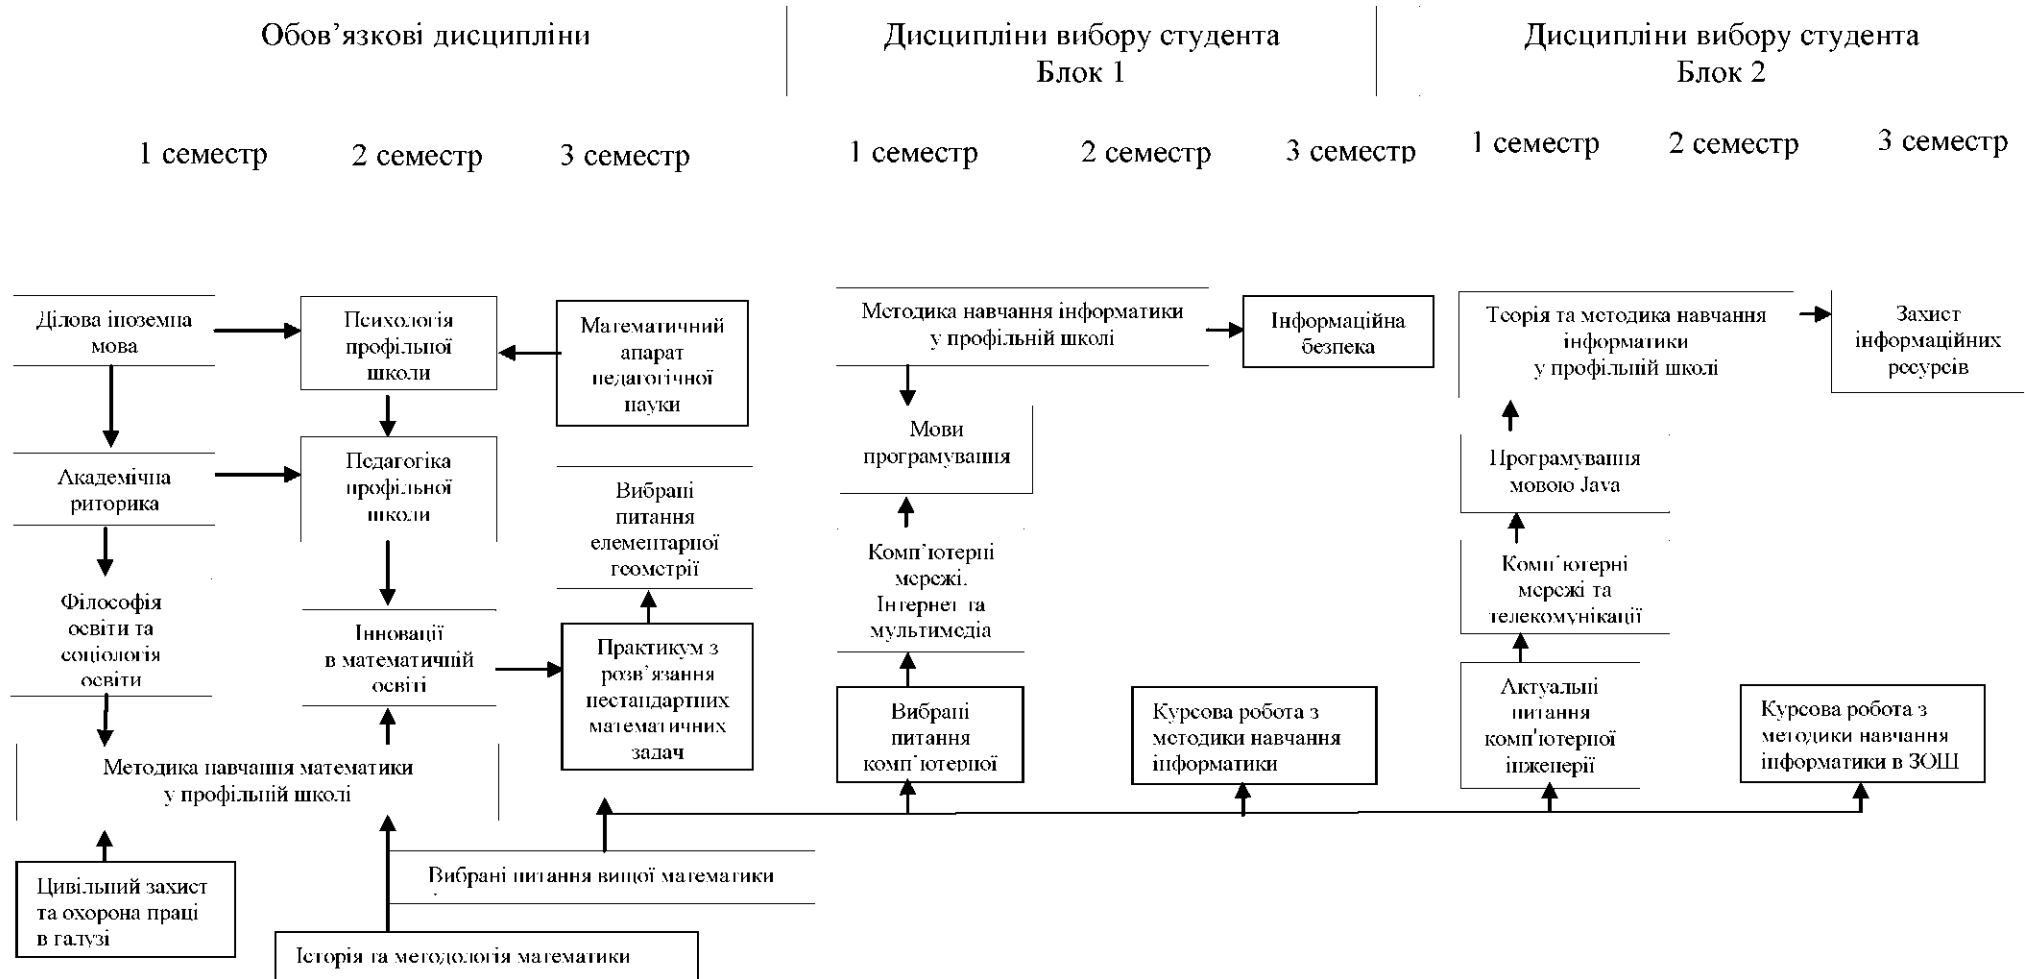 Обов’язкові дисципліни
Дисципліни вибору студента
Блок 1
Дисципліни вибору студента
Блок 2
1 семестр
2 семестр
3 семестр
1 семестр
2 семестр
3 семестр
1 семестр
2 семестр
3 семестр
Ділова іноземна
мова
Академічна
риторика
Філософія
освіти та
соціологія
освіти
Методика навчання математики
у профільній школі
Цивільний захист
та охорона праці
в галузі
Психологія
профільної
школи
Педагогіка
профільної
школи
Інновації
в математичній
освіті
Математичний
апарат
педагогічної
науки
Вибрані
питання
елементарної
геометрії
Практикум з
розв’язання
нестандартних
математичних
задач
Вибрані питання вищої математики
Історія та методологія математики
Методика навчання інформатики
у профільній школі
Інформаційна
безпека
Мови
програмування
Комп’ютерні
мережі.
Інтернет та
мультимедіа
Вибрані
питання
комп’ютерної
Курсова робота з
методики навчання
інформатики
Теорія та методика навчання
інформатики
у профільній школі
Захист
інформаційних
ресурсів
Програмування
мовою Java
Комп’ютерні
мережі та
телекомунікації
Актуальні
питання
комп'ютерної
інженерії
Курсова робота з
методики навчання
інформатики в ЗОШ